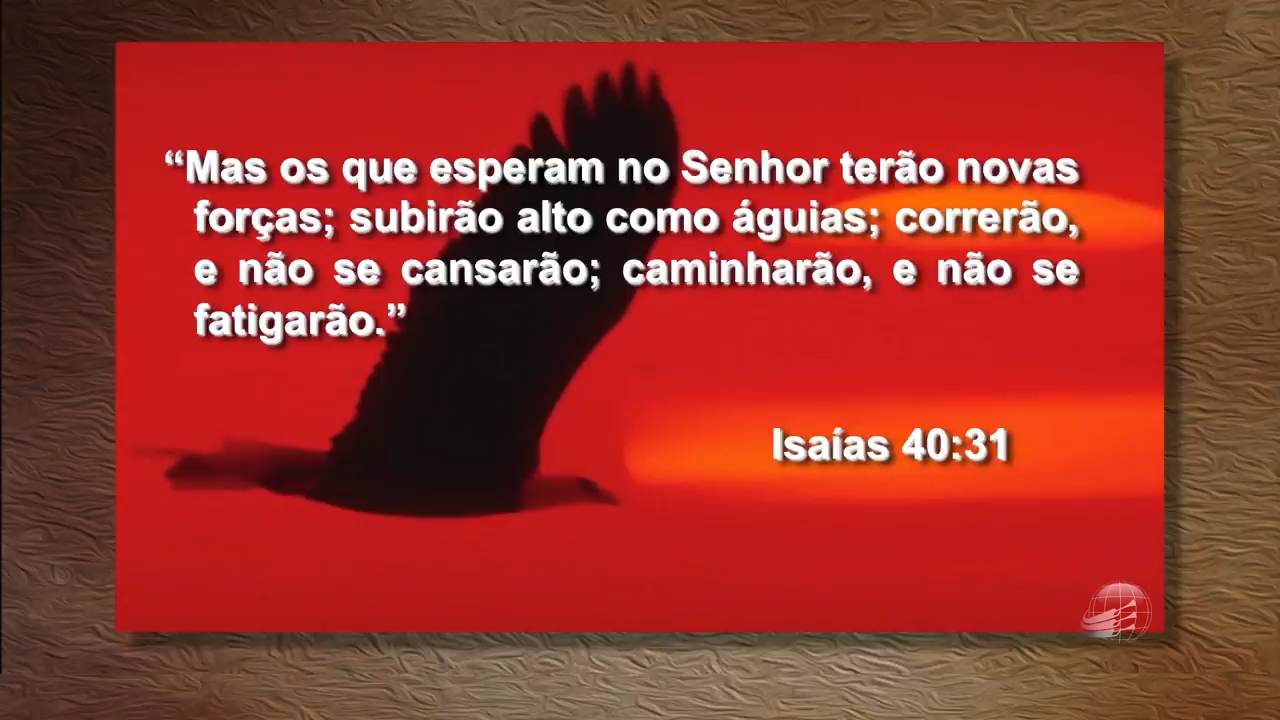 “Mas os que esperam no Senhor terão novas
forças; subirão alto como águias; correrão,
e não se cansarão; caminharão, e não se
fatigarão.”
Isaías 40:31